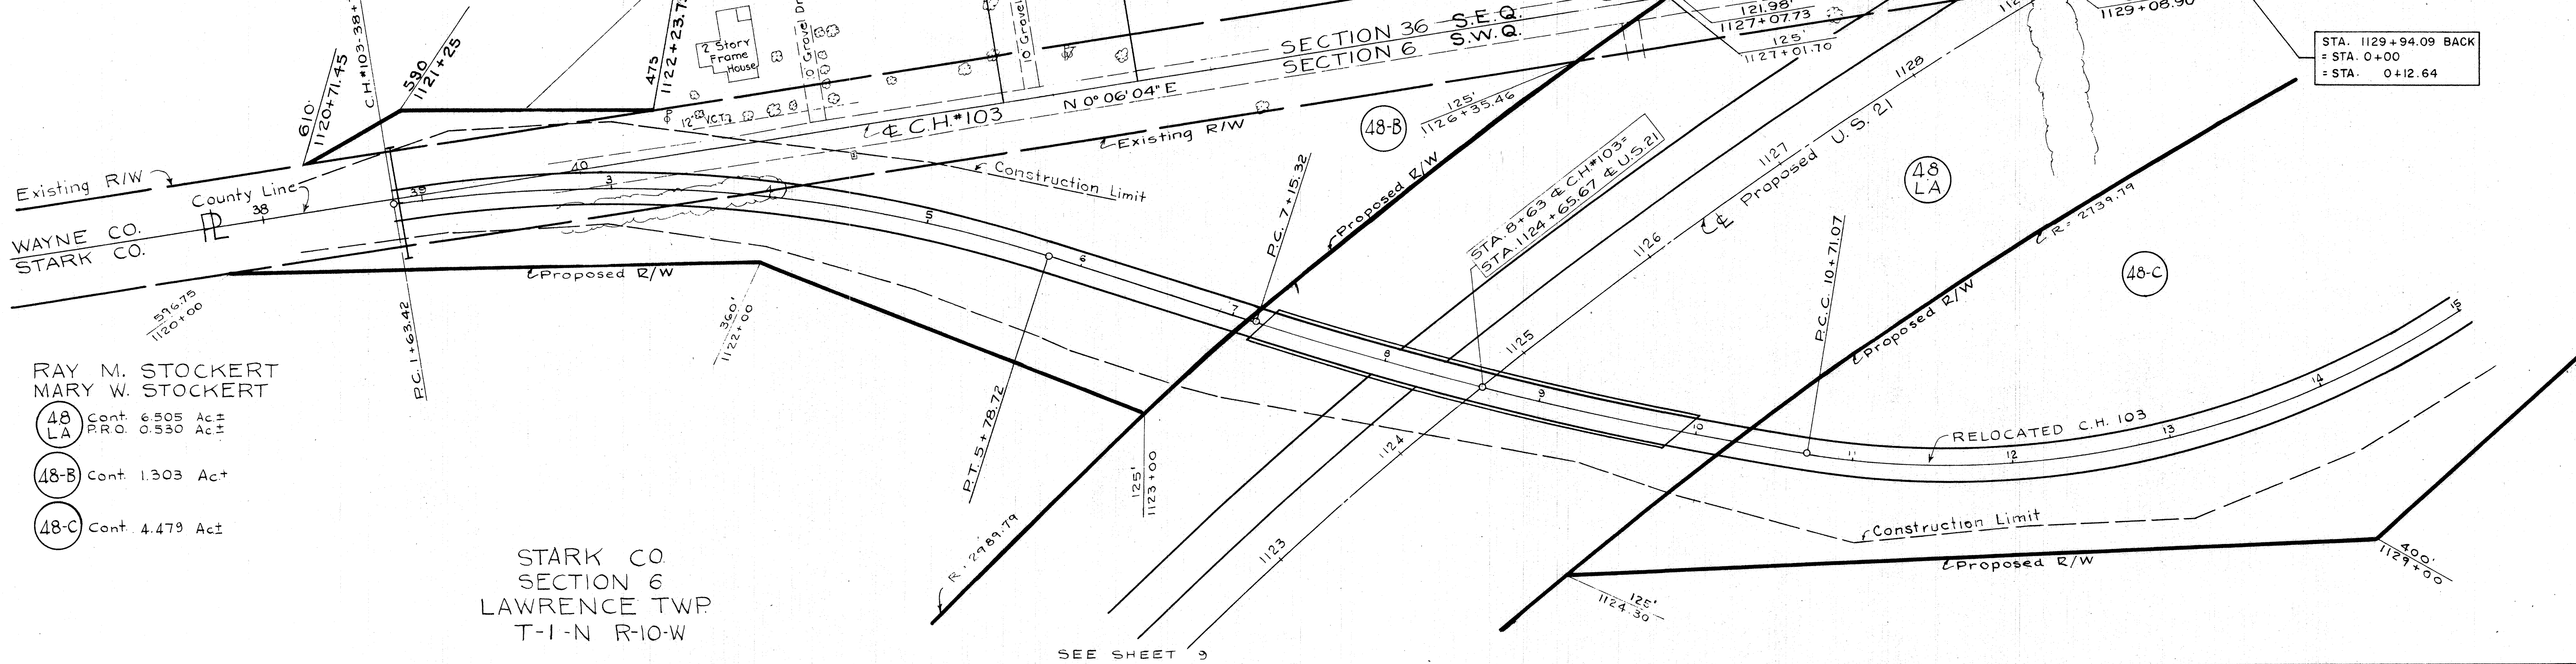 610'
1120+71.45
C.H.#103-38+
590
1121+25
475
1122+23.7
2 Story
Frame
House
10 Gravel Dr
10 Gravel
12" V.C.T.?
SECTION 36 S.E.Q.
SECTION 6 S.W.Q.
N 0° 06' 04" E
℄ C.H.#103
Existing R/W
121.98'
1127+07.73
125'
1127+01.70
1129+08.90
STA. 1129+94.09 BACK
= STA. 0+00
= STA. 0+12.64
Existing R/W
County Line
38
39
40
WAYNE CO.
STARK CO.
PL
3
4
5
6
7
8
9
10
11
12
13
14
15
Construction Limit
48-B
125'
1126+35.46
Proposed R/W
STA. 8+63 ℄ C.H.#103=
STA. 1124+65.67 ℄ U.S. 21
℄ Proposed U.S. 21
1123
1124
1125
1126
1127
1128
48
LA
R= 2739.79
48-C
Proposed R/W
P.C. 7+15.32
P.C.C. 10+71.07
Proposed R/W
596.75
1120+00
P.C. 1+63.42
360'
1122+00
P.T. 5+78.72
125'
1123+00
R= 2989.79
RELOCATED C.H. 103
Construction Limit
Proposed R/W
125'
1124.30
400'
1129+00
RAY M. STOCKERT
MARY W. STOCKERT
48
LA
Cont. 6.505 Ac.±
P.R.O. 0.530 Ac.±
48-B Cont. 1.303 Ac+
48-C Cont. 4.479 Ac±
STARK CO.
SECTION 6
LAWRENCE TWP.
T-1-N R-10-W
SEE SHEET 9